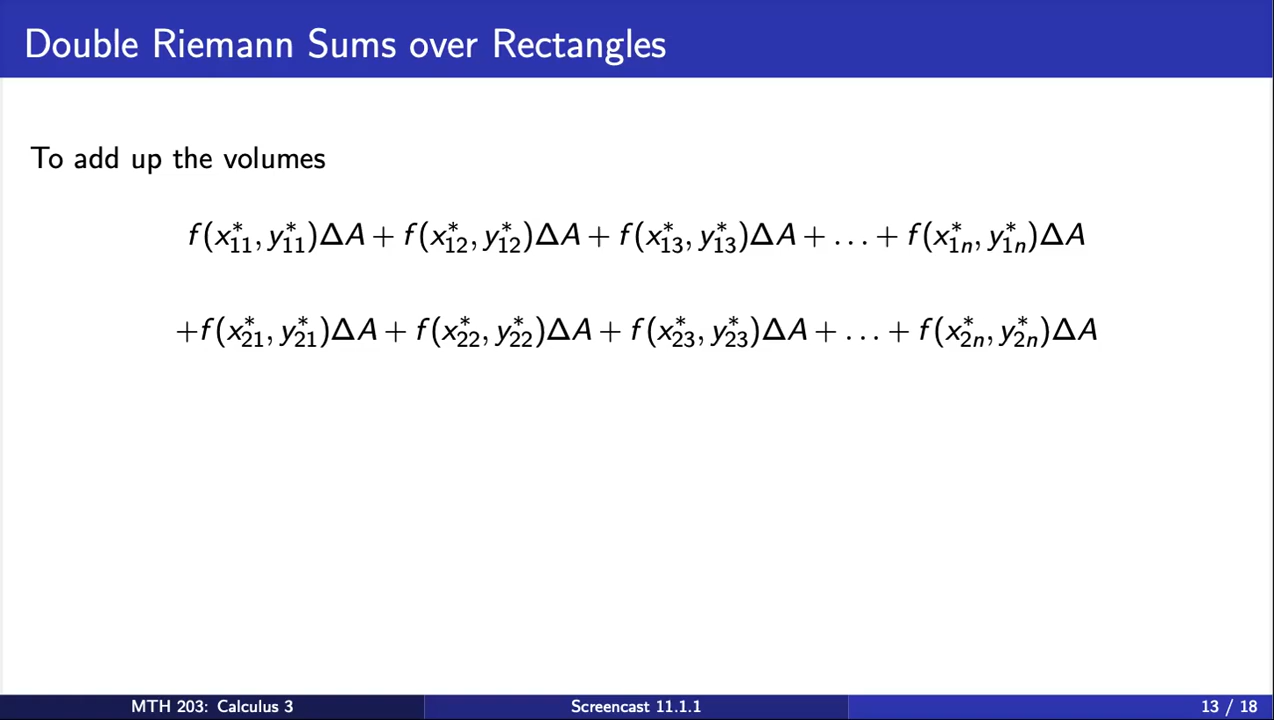 Double Riemann Sums over Rectangles
To add up the volumes
f(x*₁₁, y*₁₁)ΔA + f(x*₁₂, y*₁₂)ΔA + f(x*₁₃, y*₁₃)ΔA + . . . + f(x*₁ₙ, y*₁ₙ)ΔA
+f(x*₂₁, y*₂₁)ΔA + f(x*₂₂, y*₂₂)ΔA + f(x*₂₃, y*₂₃)ΔA + . . . + f(x*₂ₙ, y*₂ₙ)ΔA
MTH 203: Calculus 3 Screencast 11.1.1 13 / 18